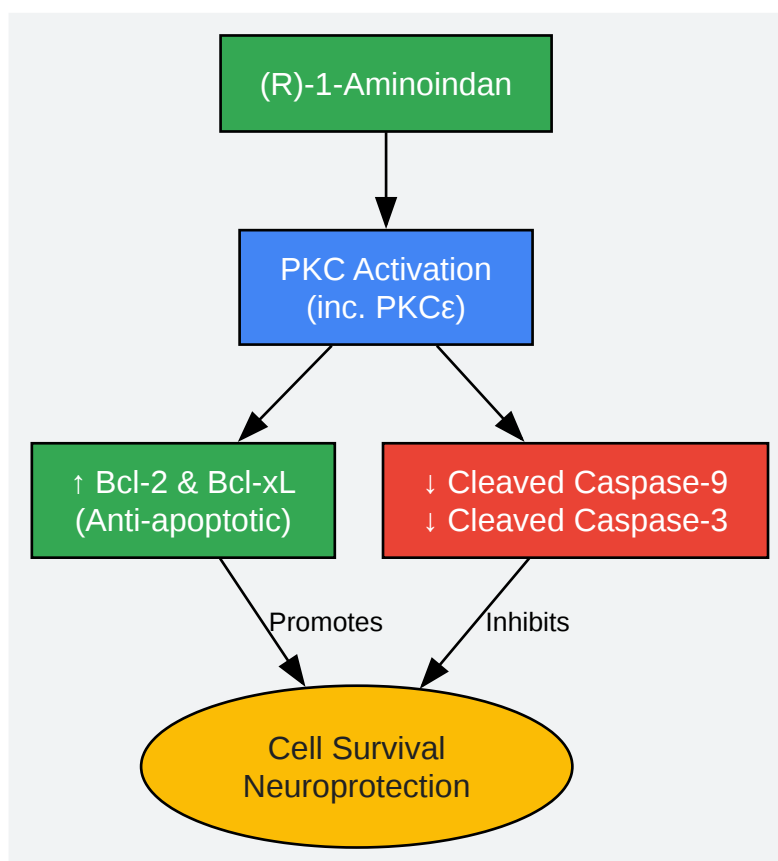 (R)-1-Aminoindan
PKC Activation
(inc. PKCε)
↑ Bcl-2 & Bcl-xL
(Anti-apoptotic)
↓ Cleaved Caspase-9
↓ Cleaved Caspase-3
Promotes
Inhibits
Cell Survival
Neuroprotection